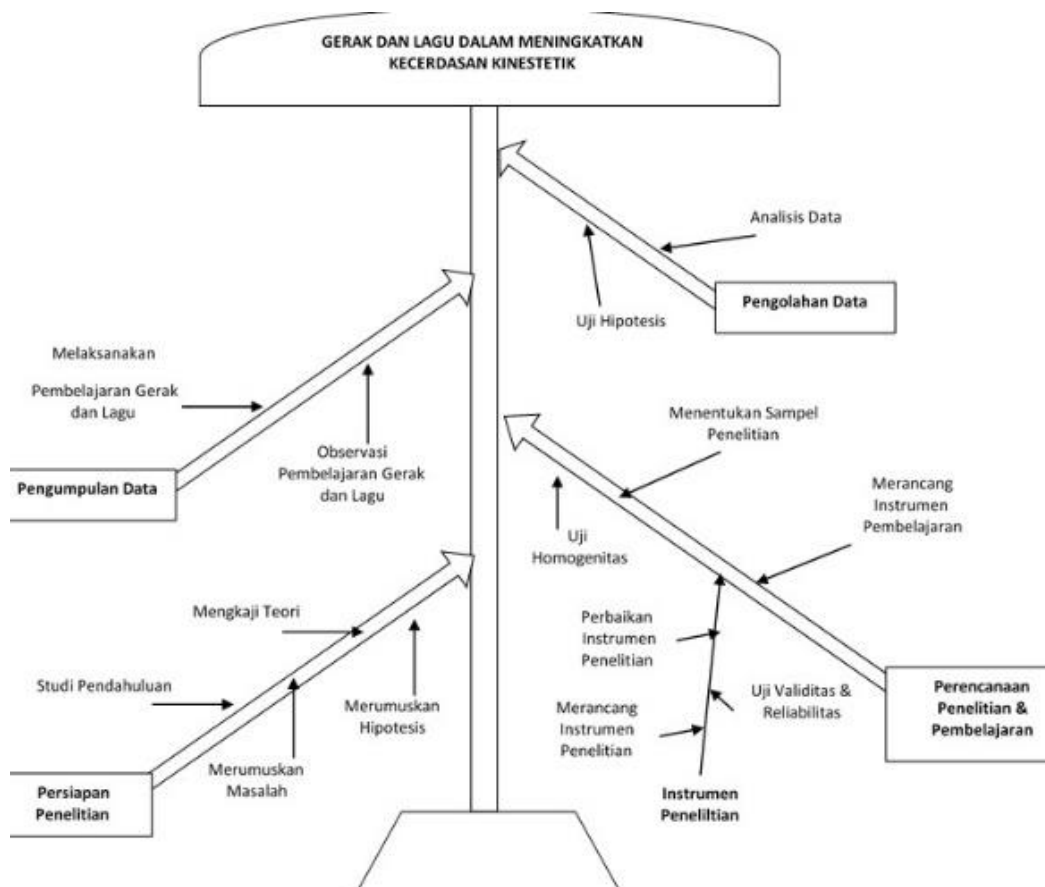 GERAK DAN LAGU DALAM MENINGKATKAN
KECERDASAN KINESTETIK
Analisis Data
Pengolahan Data
Uji Hipotesis
Melaksanakan
Pembelajaran Gerak
dan Lagu
Observasi
Pembelajaran Gerak
dan Lagu
Pengumpulan Data
Menentukan Sampel
Penelitian
Merancang
Instrumen
Pembelajaran
Uji
Homogenitas
Mengkaji Teori
Studi Pendahuluan
Merumuskan
Hipotesis
Merumuskan
Masalah
Persiapan
Penelitian
Perbaikan
Instrumen
Penelitian
Uji Validitas &
Reliabilitas
Merancang
Instrumen
Penelitian
Instrumen
Peneliltian
Perencanaan
Penelitian &
Pembelajaran